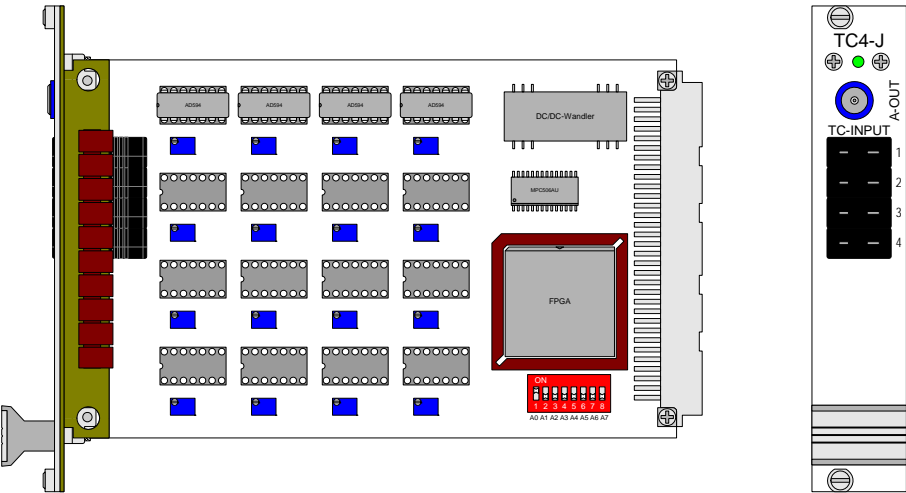 TC4-J
A-OUT
TC-INPUT
1
2
3
4
AD594 AD594 AD594 AD594
DC/DC-Wandler
MPC506AU
FPGA
ON
1 2 3 4 5 6 7 8
A0 A1 A2 A3 A4 A5 A6 A7